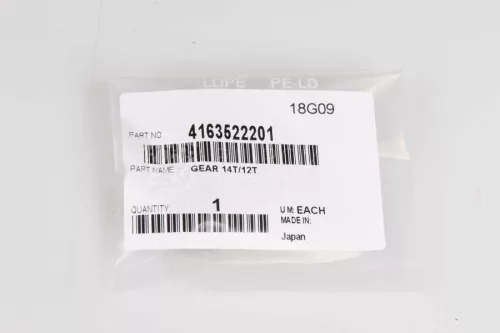 LDPE PE-LD
18G09
PART NO. 4163522201
PART NAME GEAR 14T/12T
QUANTITY 1 U M: EACH
MADE IN:
Japan